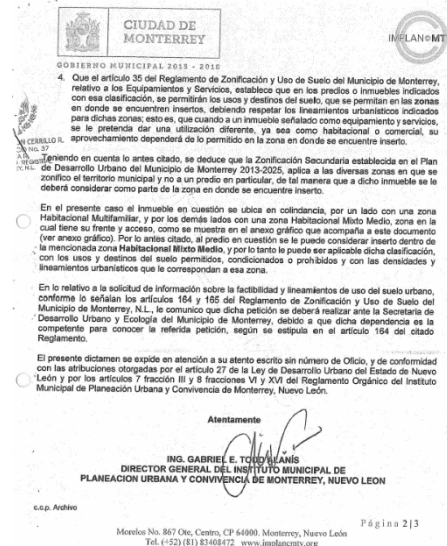 CIUDAD DE
MONTERREY
GOBIERNO MUNICIPAL 2015 - 2018
IMPLANCMT
4. Que el artículo 35 del Reglamento de Zonificación y Uso de Suelo del Municipio de Monterrey,
relativo a los Equipamientos y Servicios, establece que en los predios o inmuebles indicados
con esa clasificación, se permitirán los usos y destinos del suelo, que se permitan en las zonas
en donde se encuentren insertos, debiendo respetar los lineamientos urbanísticos indicados
para dichas zonas; esto es, que cuando a un inmueble señalado como equipamiento y servicios,
se le pretenda dar una utilización diferente, ya sea como habitacional o comercial, su
aprovechamiento dependerá de lo permitido en la zona en donde se encuentre inserto.
CERRILLO R.
No. 37
Teniendo en cuenta lo antes citado, se deduce que la Zonificación Secundaria establecida en el Plan
de Desarrollo Urbano del Municipio de Monterrey 2013-2025, aplica a las diversas zonas en que se
zonifico el territorio municipal y no a un predio en particular, de tal manera que a dicho inmueble se le
deberá considerar como parte de la zona en donde se encuentre inserto.
En el presente caso el inmueble en cuestión se ubica en colindancia, por un lado con una zona
Habitacional Multifamiliar, y por los demás lados con una zona Habitacional Mixto Medio, zona en la
cual tiene su frente y acceso, como se muestra en el anexo gráfico que acompaña a este documento
(ver anexo gráfico). Por lo antes citado, al predio en cuestión se le puede considerar inserto dentro de
la mencionada zona Habitacional Mixto Medio, y por lo tanto le puede ser aplicable dicha clasificación,
con los usos y destinos del suelo permitidos, condicionados o prohibidos y con las densidades y
lineamientos urbanísticos que le correspondan a esa zona.
En lo relativo a la solicitud de información sobre la factibilidad y lineamientos de uso del suelo urbano,
conforme lo señalan los artículos 164 y 165 del Reglamento de Zonificación y Uso de Suelo del
Municipio de Monterrey, N.L., le comunico que dicha petición se deberá realizar ante la Secretaria de
Desarrollo Urbano y Ecología del Municipio de Monterrey, debido a que dicha dependencia es la
competente para conocer la referida petición, según se estipula en el artículo 164 del citado
Reglamento.
El presente dictamen se expide en atención a su atento escrito sin número de Oficio, y de conformidad
con las atribuciones otorgadas por el artículo 27 de la Ley de Desarrollo Urbano del Estado de Nuevo
León y por los artículos 7 fracción III y 8 fracciones VI y XVI del Reglamento Orgánico del Instituto
Municipal de Planeación Urbana y Convivencia de Monterrey, Nuevo León.
Atentamente
ING. GABRIEL E. TODD ALANÍS
DIRECTOR GENERAL DEL INSTITUTO MUNICIPAL DE
PLANEACION URBANA Y CONVIVENCIA DE MONTERREY, NUEVO LEON
c.c.p. Archivo
Página 2|3
Morelos No. 867 Ote, Centro, CP 64000. Monterrey, Nuevo León
Tel. (+52) (81) 83408472 www.implancmty.org